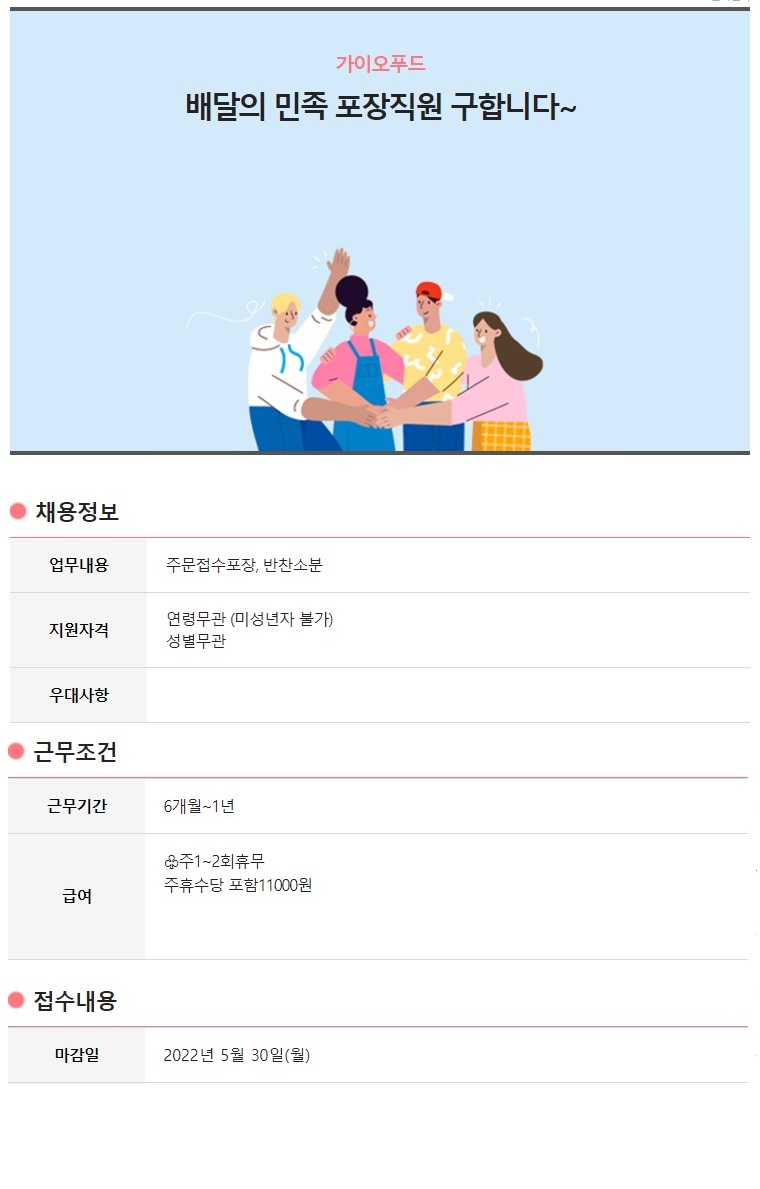 가이오푸드
배달의 민족 포장직원 구합니다~
채용정보
업무내용
주문접수포장, 반찬소분
지원자격
연령무관 (미성년자 불가)
성별무관
우대사항
근무조건
근무기간
6개월~1년
급여
♧주1~2회휴무
주휴수당 포함11000원
접수내용
마감일
2022년 5월 30일(월)